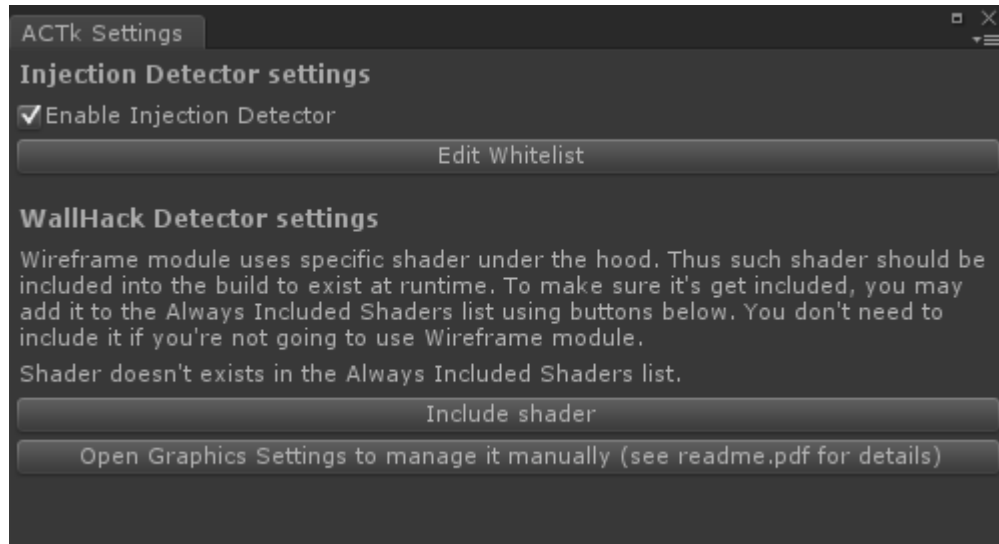 ACTk Settings
Injection Detector settings
Enable Injection Detector
Edit Whitelist
WallHack Detector settings
Wireframe module uses specific shader under the hood. Thus such shader should be
included into the build to exist at runtime. To make sure it's get included, you may
add it to the Always Included Shaders list using buttons below. You don't need to
include it if you're not going to use Wireframe module.
Shader doesn't exists in the Always Included Shaders list.
Include shader
Open Graphics Settings to manage it manually (see readme.pdf for details)